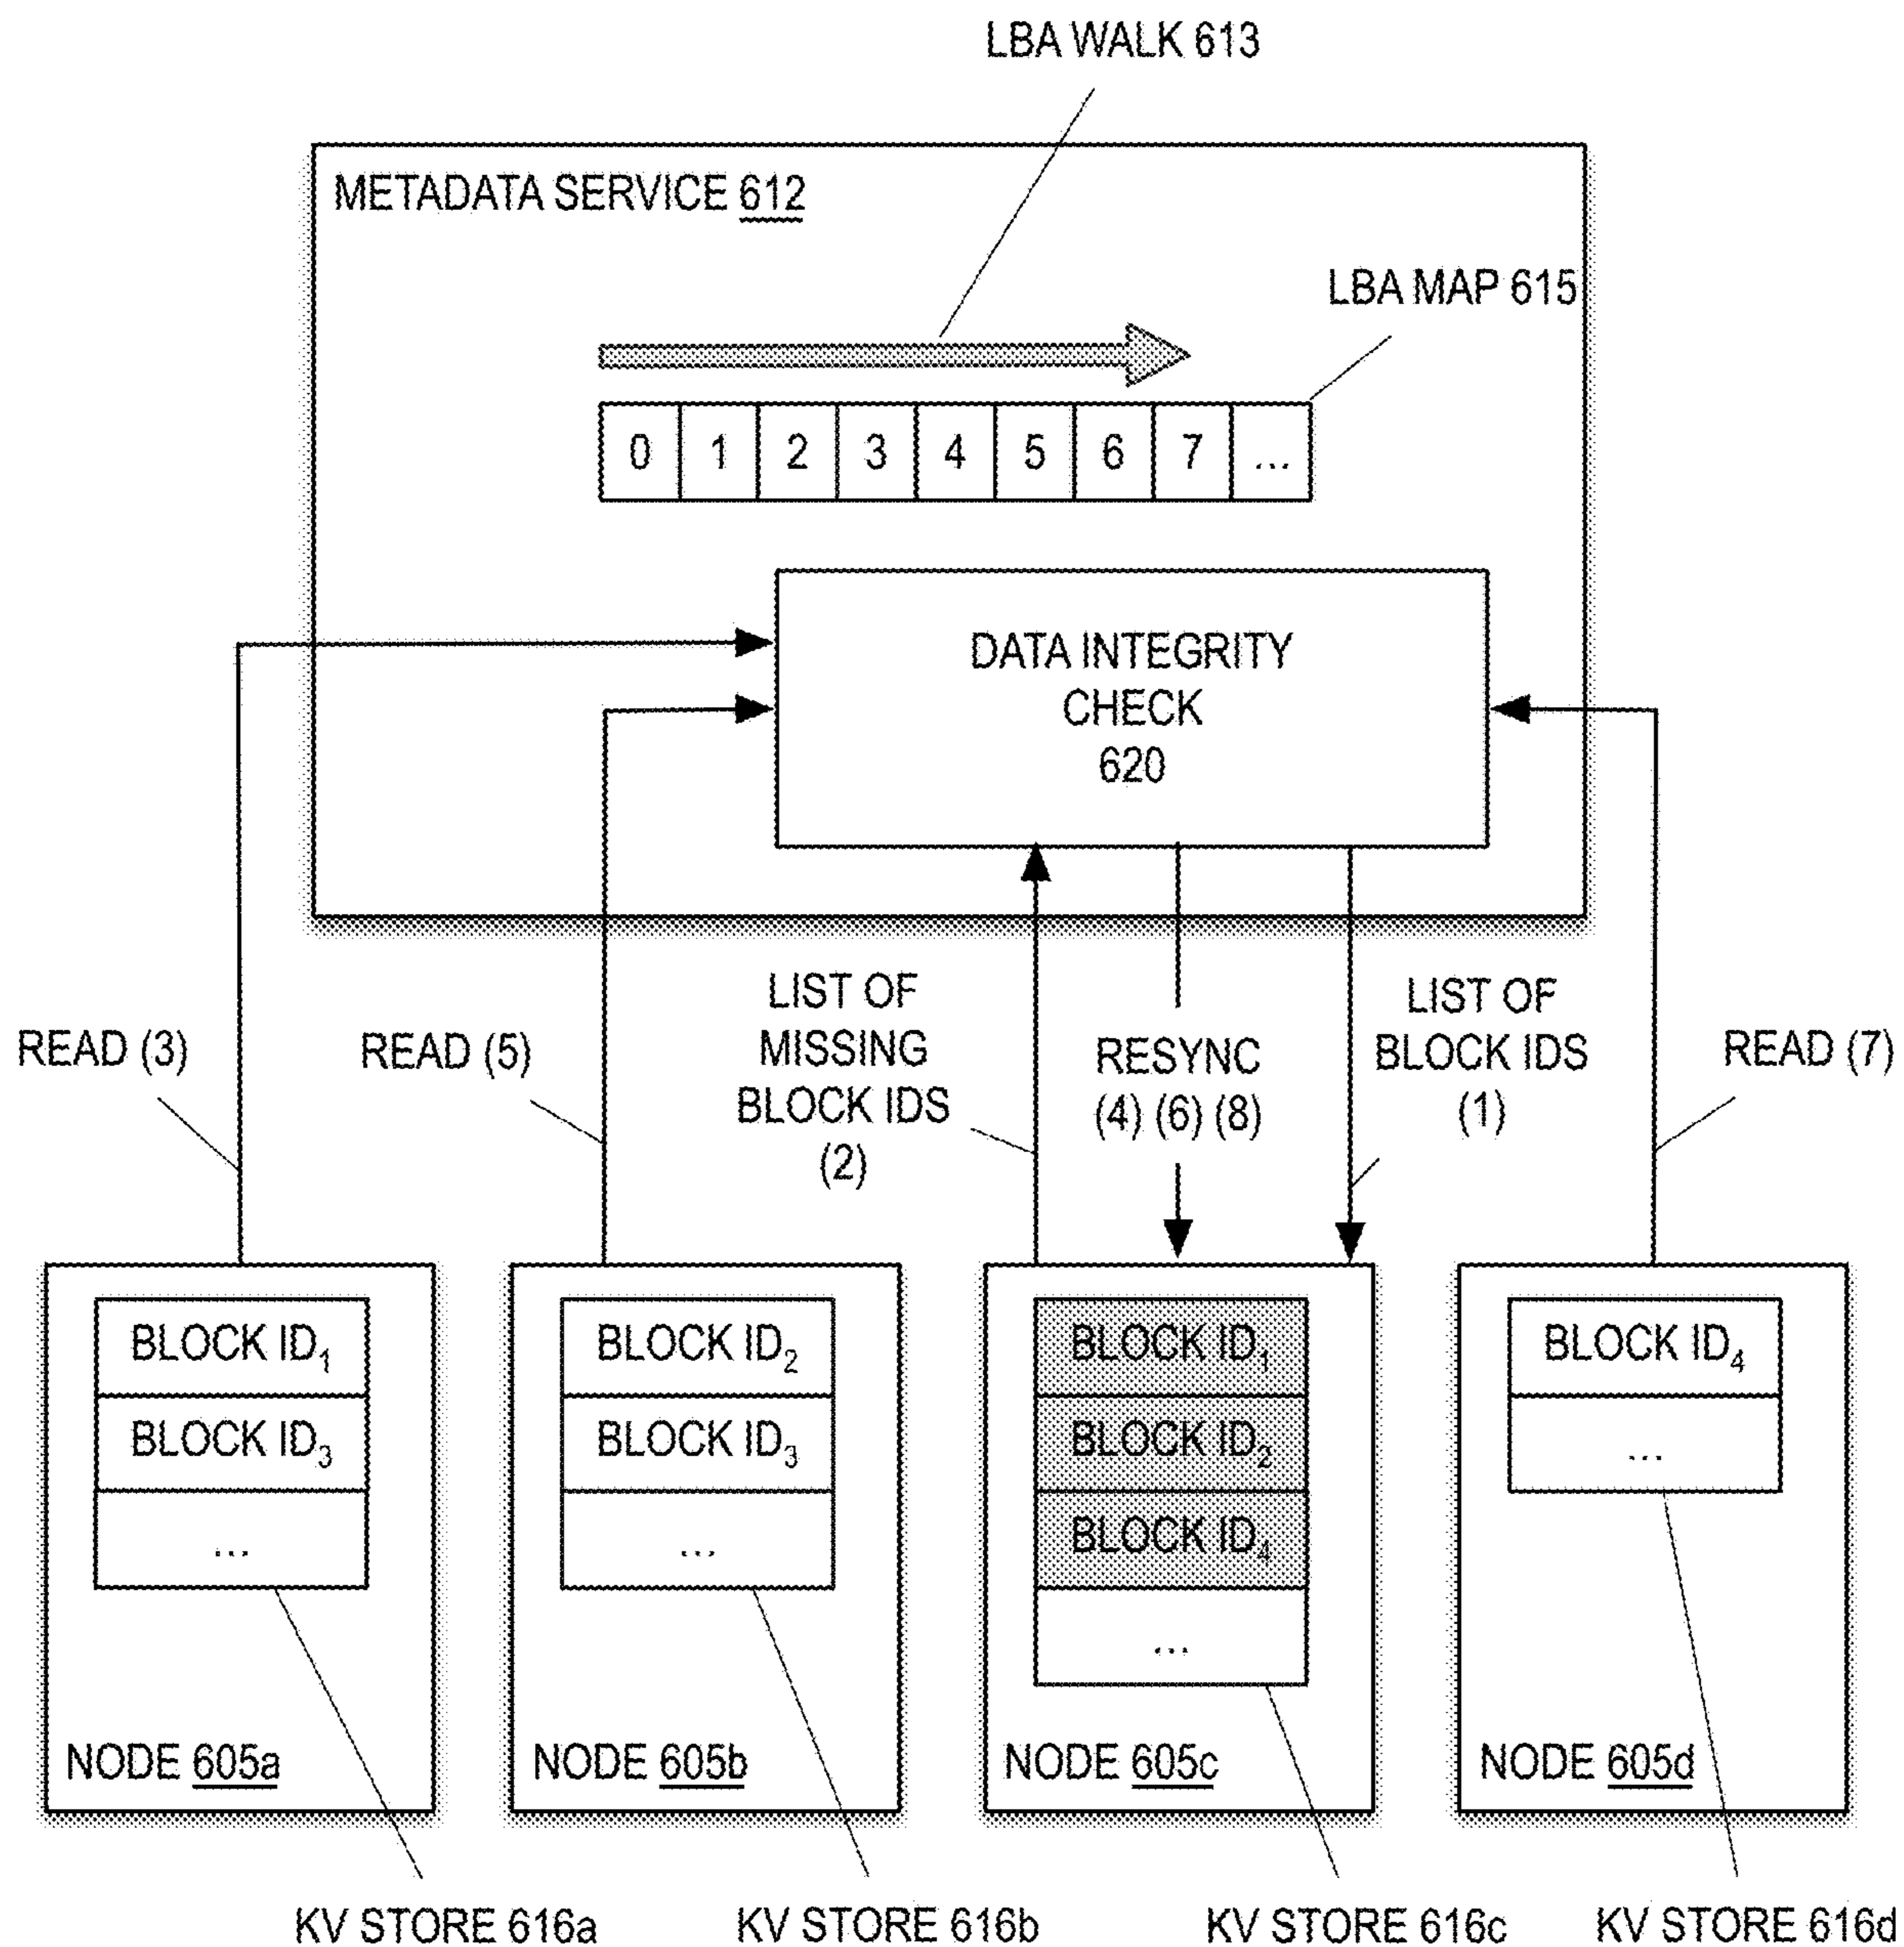 LBA WALK 613
METADATA SERVICE 612
LBA MAP 615
0 1 2 3 4 5 6 7 ...
DATA INTEGRITY
CHECK
620
READ (3)
READ (5)
LIST OF
MISSING
BLOCK IDS
(2)
RESYNC
(4) (6) (8)
LIST OF
BLOCK IDS
(1)
READ (7)
BLOCK ID₁
BLOCK ID₃
...
NODE 605a
BLOCK ID₂
BLOCK ID₃
...
NODE 605b
BLOCK ID₁
BLOCK ID₂
BLOCK ID₄
...
NODE 605c
BLOCK ID₄
...
NODE 605d
KV STORE 616a
KV STORE 616b
KV STORE 616c
KV STORE 616d